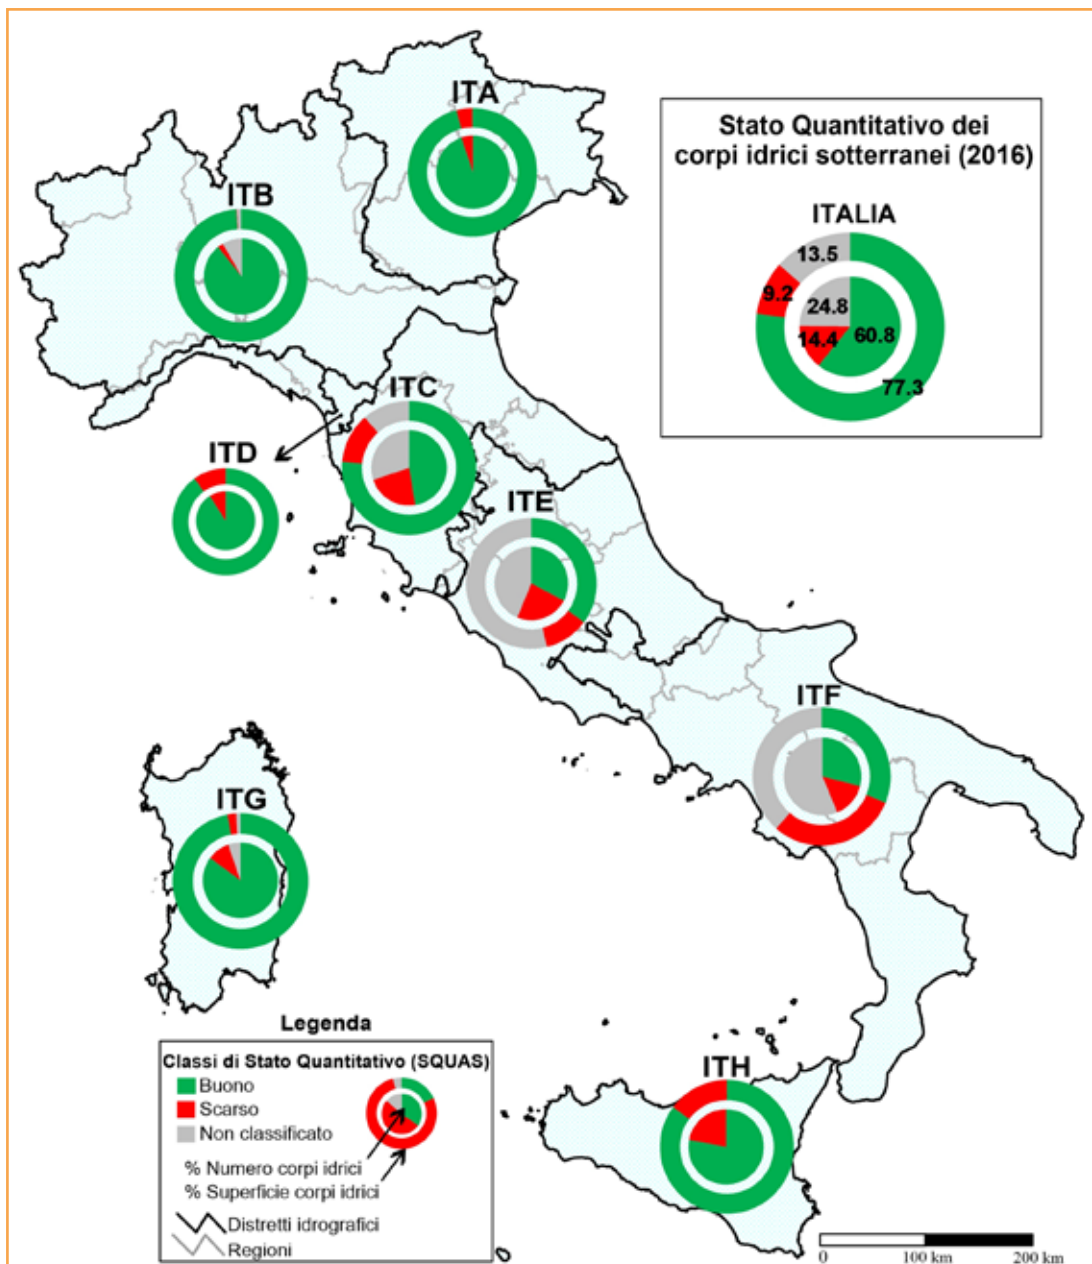 ITA
ITB
ITC
ITD
ITE
ITF
ITG
ITH
Stato Quantitativo dei
corpi idrici sotterranei (2016)
ITALIA
13.5
9.2
24.8
14.4
60.8
77.3
Legenda
Classi di Stato Quantitativo (SQUAS)
Buono
Scarso
Non classificato
% Numero corpi idrici
% Superficie corpi idrici
Distretti idrografici
Regioni
0 100 km 200 km